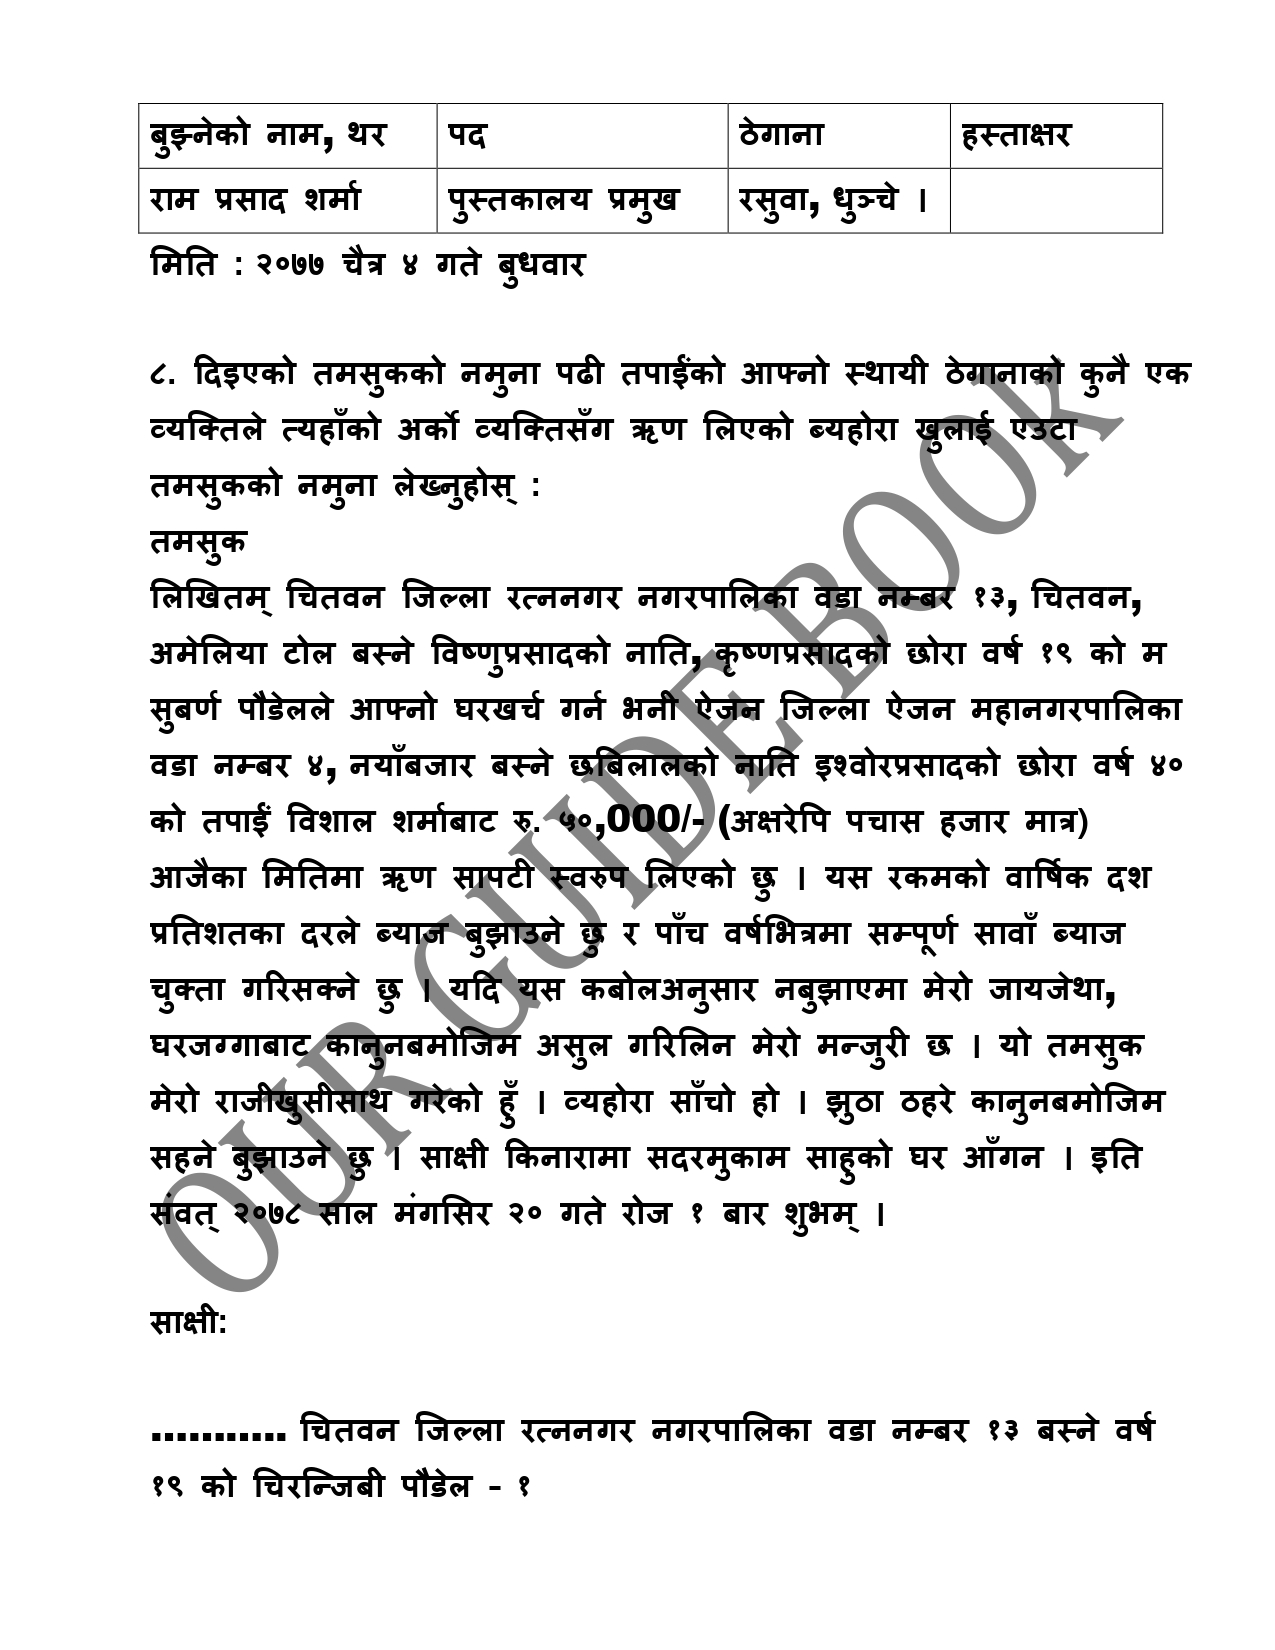 बुझ्नेको नाम, थर पद ठेगाना हस्ताक्षर
राम प्रसाद शर्मा पुस्तकालय प्रमुख रसुवा, धुञ्चे ।
मिति : २०७७ चैत्र ४ गते बुधवार
८. दिइएको तमसुकको नमुना पढी तपाईंको आफ्नो स्थायी ठेगानाको कुनै एक
व्यक्तिले त्यहाँको अर्को व्यक्तिसँग ऋण लिएको ब्यहोरा खुलाई एउटा
तमसुकको नमुना लेख्नुहोस् :
तमसुक
लिखितम् चितवन जिल्ला रत्ननगर नगरपालिका वडा नम्बर १३, चितवन,
अमेलिया टोल बस्ने विष्णुप्रसादको नाति, कृष्णप्रसादको छोरा वर्ष १९ को म
सुबर्ण पौडेलले आफ्नो घरखर्च गर्न भनी ऐजन जिल्ला ऐजन महानगरपालिका
वडा नम्बर ४, नयाँबजार बस्ने छबिलालको नाति इश्वोरप्रसादको छोरा वर्ष ४०
को तपाईं विशाल शर्माबाट रु. ५०,000/- (अक्षरेपि पचास हजार मात्र)
आजैका मितिमा ऋण सापटी स्वरुप लिएको छु । यस रकमको वार्षिक दश
प्रतिशतका दरले ब्याज बुझाउने छु र पाँच वर्षभित्रमा सम्पूर्ण सावाँ ब्याज
चुक्ता गरिसक्ने छु । यदि यस कबोलअनुसार नबुझाएमा मेरो जायजेथा,
घरजग्गाबाट कानुनबमोजिम असुल गरिलिन मेरो मन्जुरी छ । यो तमसुक
मेरो राजीखुसीसाथ गरेको हुँ । व्यहोरा साँचो हो । झुठा ठहरे कानुनबमोजिम
सहने बुझाउने छु । साक्षी किनारामा सदरमुकाम साहुको घर आँगन । इति
संवत् २०७८ साल मंगसिर २० गते रोज १ बार शुभम् ।
साक्षी:
........... चितवन जिल्ला रत्ननगर नगरपालिका वडा नम्बर १३ बस्ने वर्ष
१९ को चिरन्जिबी पौडेल – १
OUR GUIDE BOOK